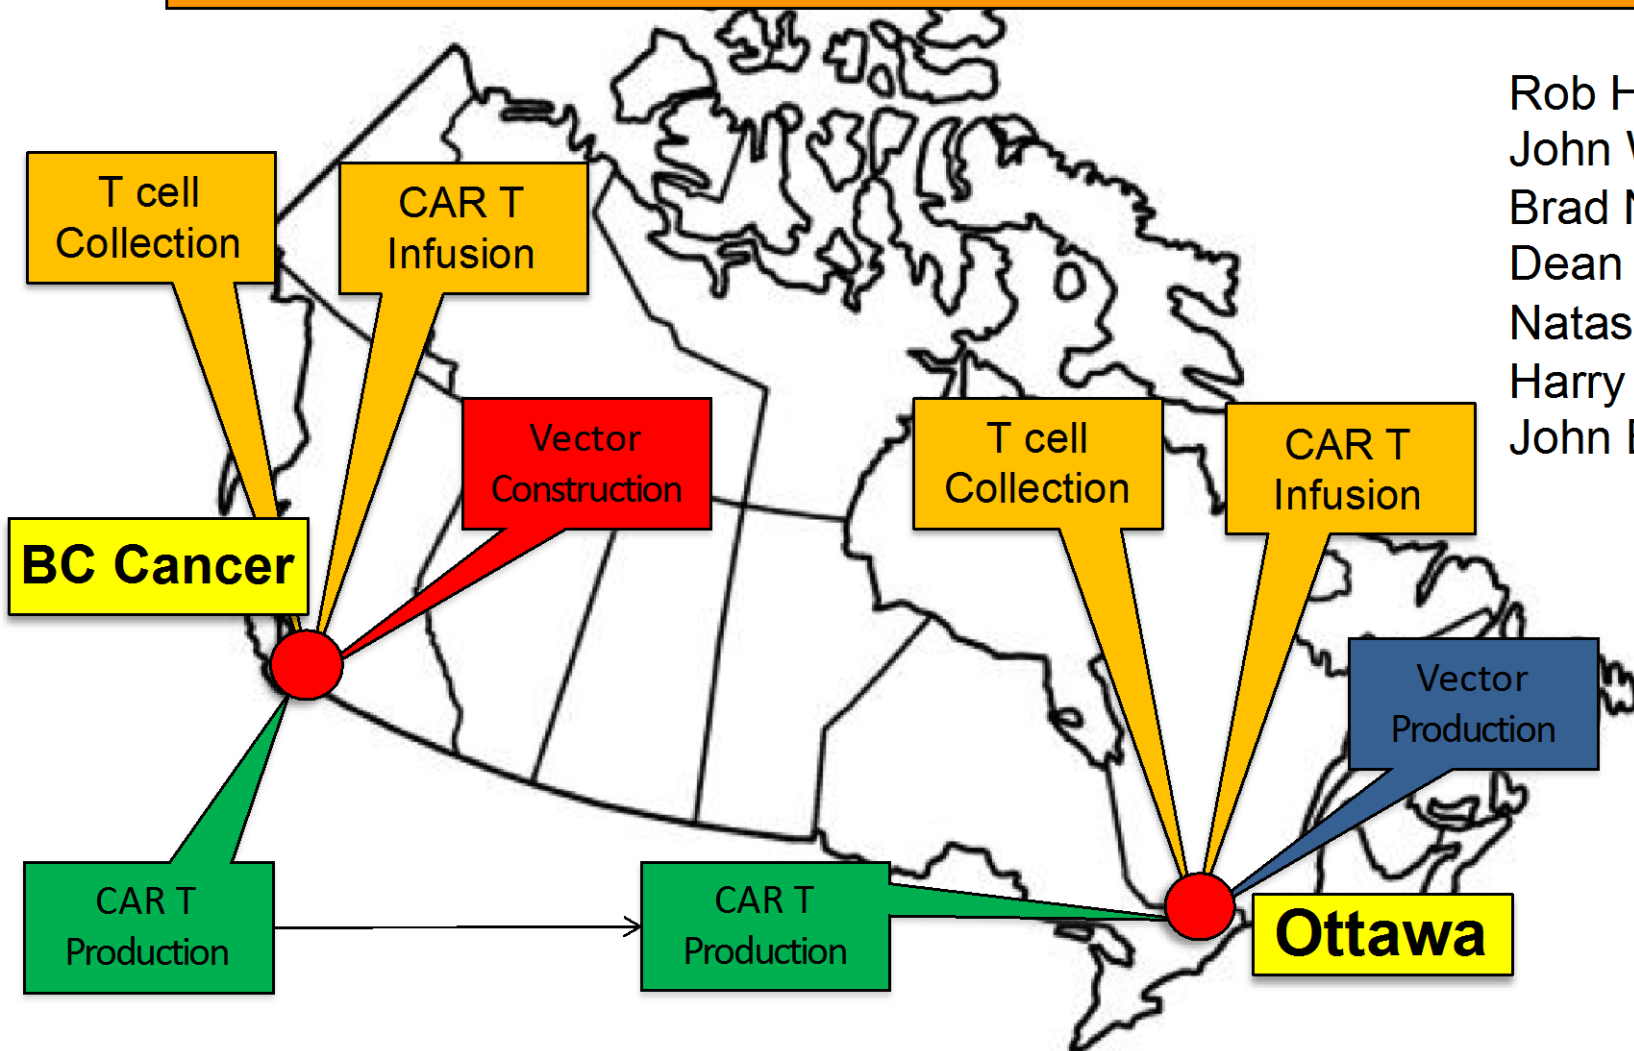 T cell
Collection
CAR T
Infusion
Vector
Construction
BC Cancer
CAR T
Production
CAR T
Production
T cell
Collection
CAR T
Infusion
Vector
Production
Ottawa
Rob H
John
Brad N
Dean
Natas
Harry
John